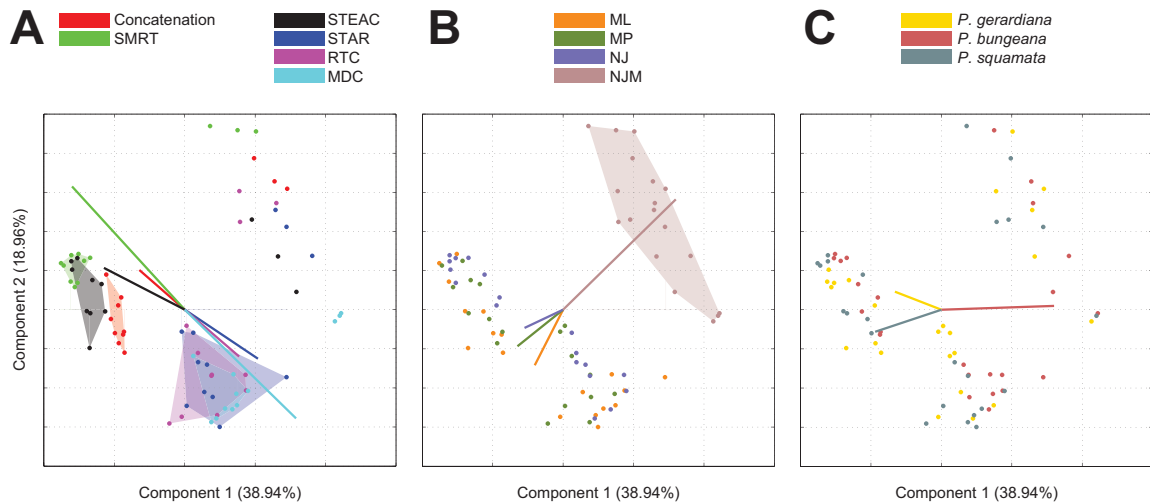 A
Concatenation
SMRT
STEAC
STAR
RTC
MDC
B
ML
MP
NJ
NJM
C
P. gerardiana
P. bungeana
P. squamata
Component 2 (18.96%)
Component 1 (38.94%)
Component 1 (38.94%)
Component 1 (38.94%)